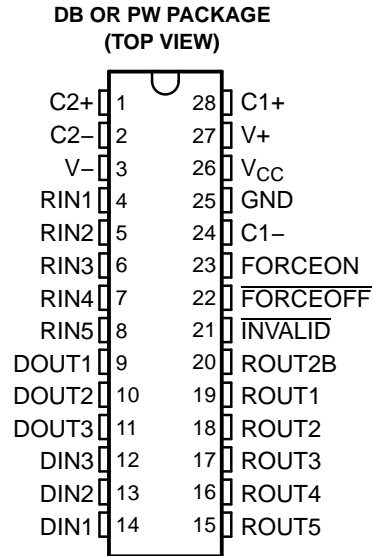 DB OR PW PACKAGE
(TOP VIEW)
C2+ 1 28 C1+
C2− 2 27 V+
V− 3 26 VCC
RIN1 4 25 GND
RIN2 5 24 C1−
RIN3 6 23 FORCEON
RIN4 7 22 FORCEOFF
RIN5 8 21 INVALID
DOUT1 9 20 ROUT2B
DOUT2 10 19 ROUT1
DOUT3 11 18 ROUT2
DIN3 12 17 ROUT3
DIN2 13 16 ROUT4
DIN1 14 15 ROUT5